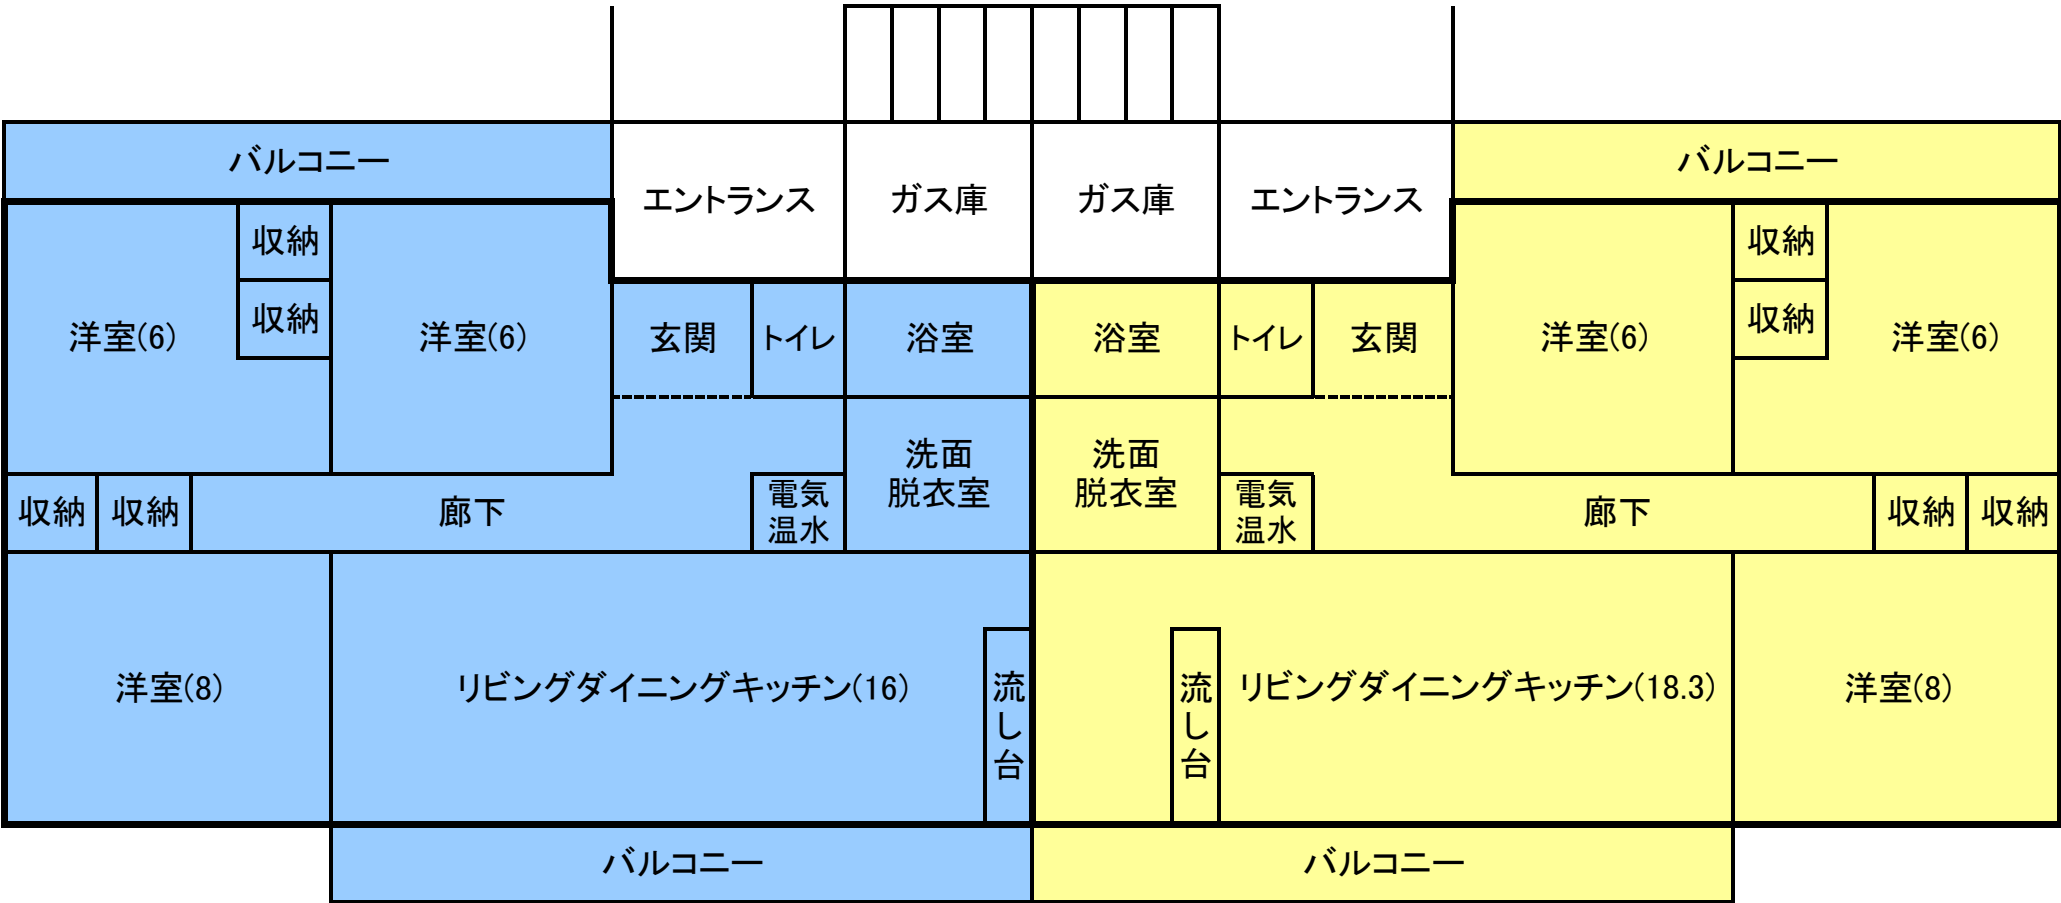 バルコニー
バルコニー
エントランス
ガス庫
ガス庫
エントランス
収納
収納
収納
収納
洋室(6)
洋室(6)
玄関
トイレ
浴室
浴室
トイレ
玄関
洋室(6)
洋室(6)
洗面
脱衣室
洗面
脱衣室
収納
収納
廊下
電気
温水
電気
温水
廊下
収納
収納
洋室(8)
リビングダイニングキッチン(16)
流し台
流し台
リビングダイニングキッチン(18.3)
洋室(8)
バルコニー
バルコニー